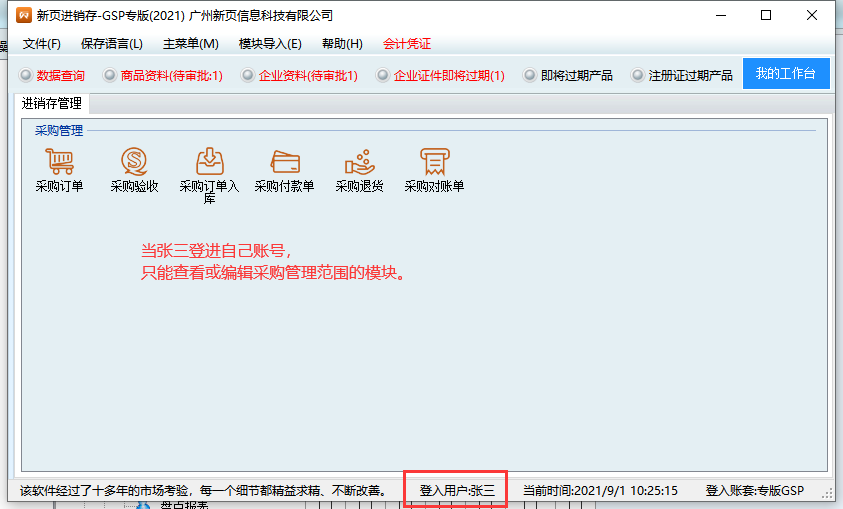 新页进销存-GSP专版(2021) 广州新页信息科技有限公司
文件(F) 保存语言(L) 主菜单(M) 模块导入(E) 帮助(H) 会计凭证
数据查询 商品资料(待审批:1) 企业资料(待审批1) 企业证件即将过期(1) 即将过期产品 注册证过期产品 我的工作台
进销存管理
采购管理
采购订单 采购验收 采购订单入库 采购付款单 采购退货 采购对账单
当张三登进自己账号，
只能查看或编辑采购管理范围的模块。
该软件经过了十多年的市场考验，每一个细节都精益求精、不断改善。 登入用户:张三 当前时间:2021/9/1 10:25:15 登入账套:专版GSP
盘点报表